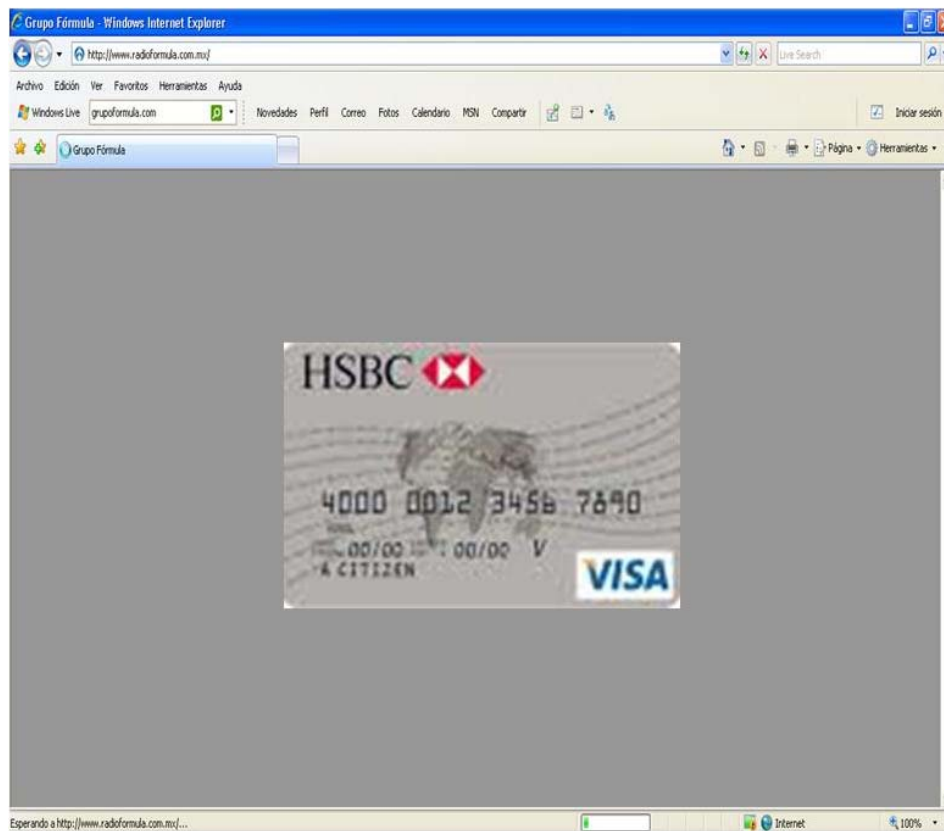 Grupo Fórmula - Windows Internet Explorer
http://www.radioformula.com.mx/
Live Search
Archivo Edición Ver Favoritos Herramientas Ayuda
Windows Live grupoformula.com Novedades Perfil Correo Fotos Calendario MSN Compartir Iniciar sesión
Grupo Fórmula Página Herramientas
HSBC
4000 0012 3456 7890
00/00 00/00 V
A CITIZEN
VISA
Esperando a http://www.radioformula.com.mx/... Internet 100%